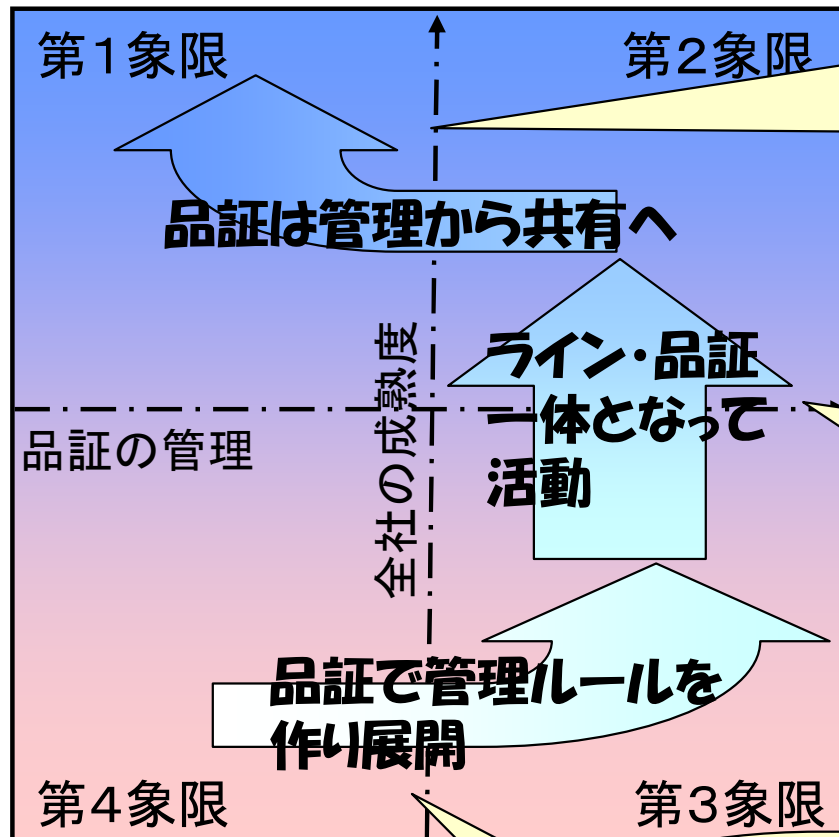 第1象限
第2象限
品証は管理から共有へ
ライン・品証
一体となって
活動
全社の成熟度
品証の管理
品証で管理ルールを
作り展開
第4象限
第3象限